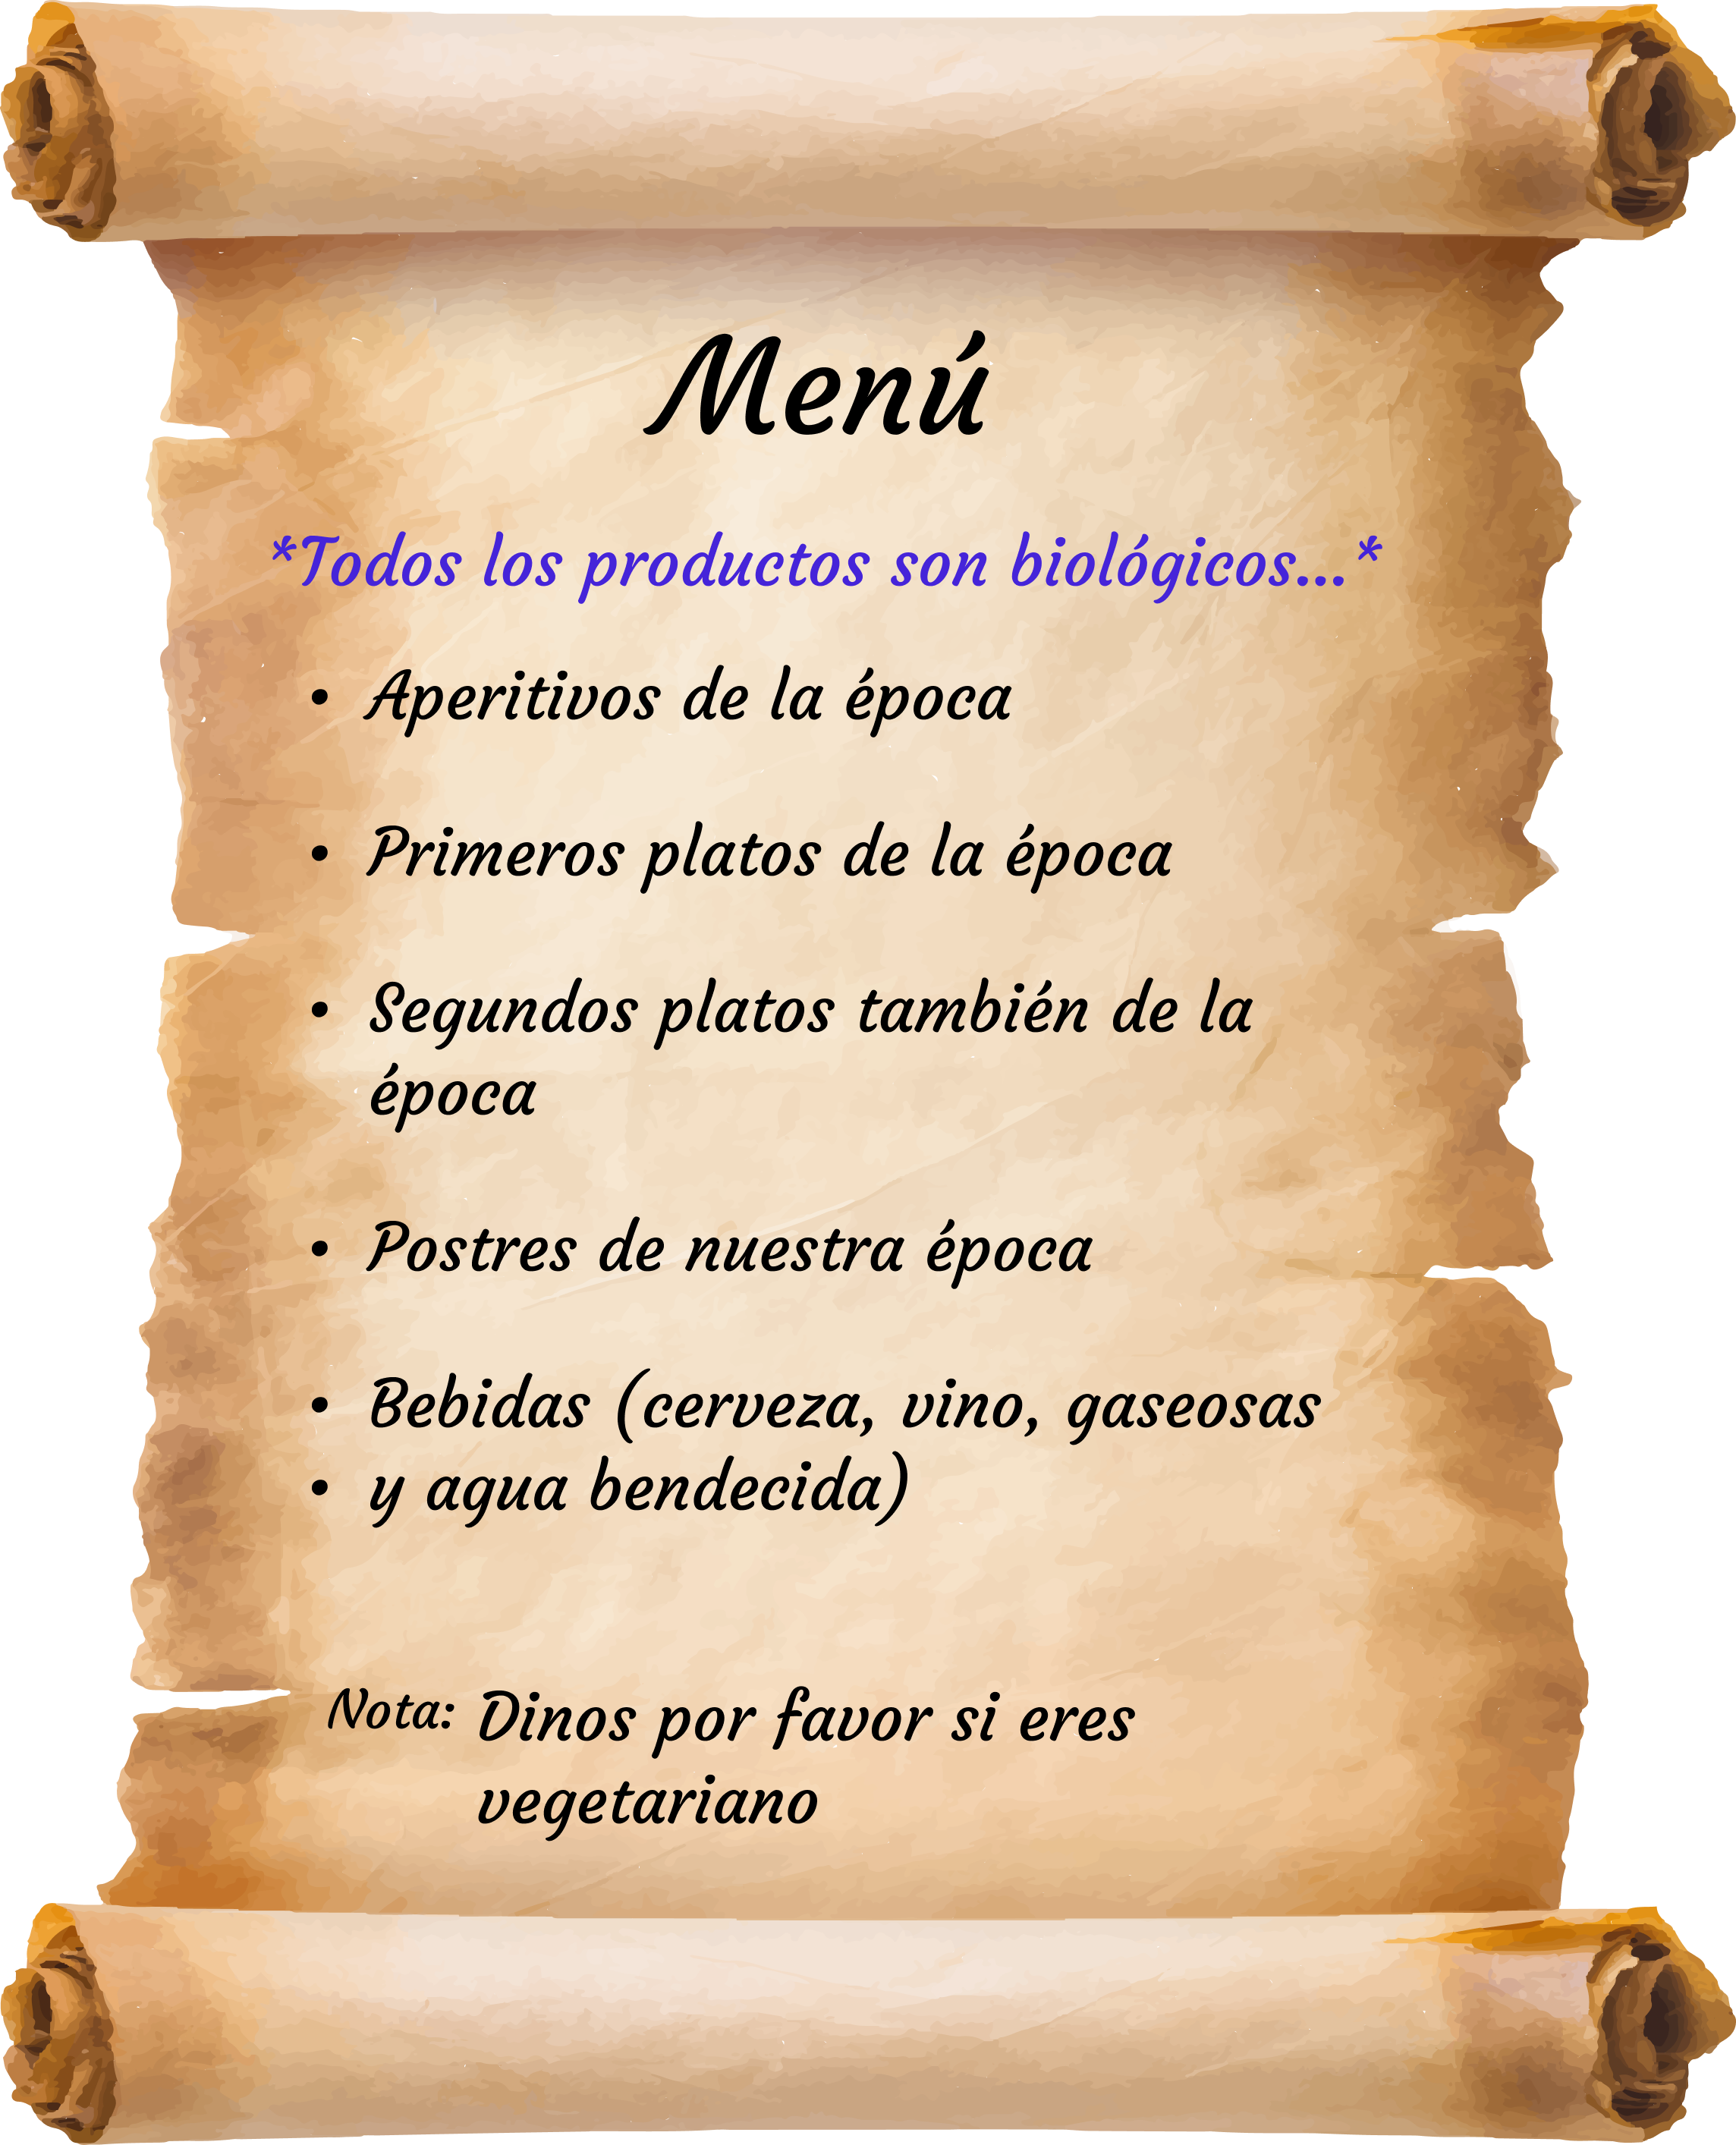 Menú
*Todos los productos son biológicos...*
• Aperitivos de la época
• Primeros platos de la época
• Segundos platos también de la
época
• Postres de nuestra época
• Bebidas (cerveza, vino, gaseosas
• y agua bendecida)
Nota: Dinos por favor si eres
vegetariano